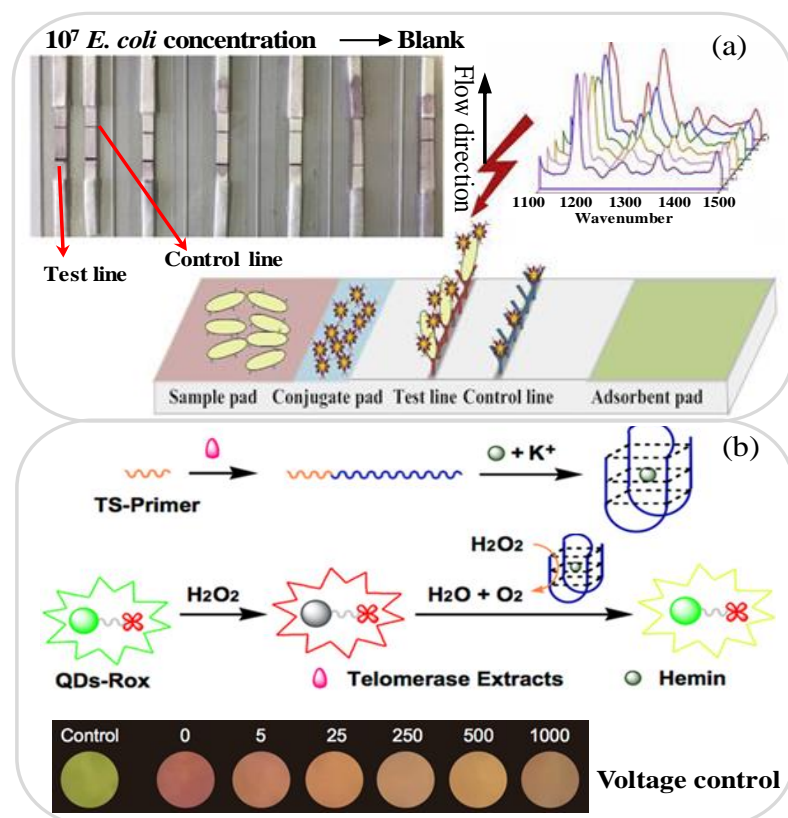 10⁷ E. coli concentration → Blank
(a)
Flow direction
1100 1200 1300 1400 1500
Wavenumber
Test line
Control line
Sample pad Conjugate pad Test line Control line Adsorbent pad
(b)
+ K⁺
TS-Primer
H₂O₂
H₂O₂
H₂O + O₂
QDs-Rox
Telomerase Extracts
Hemin
Control 0 5 25 250 500 1000
Voltage control